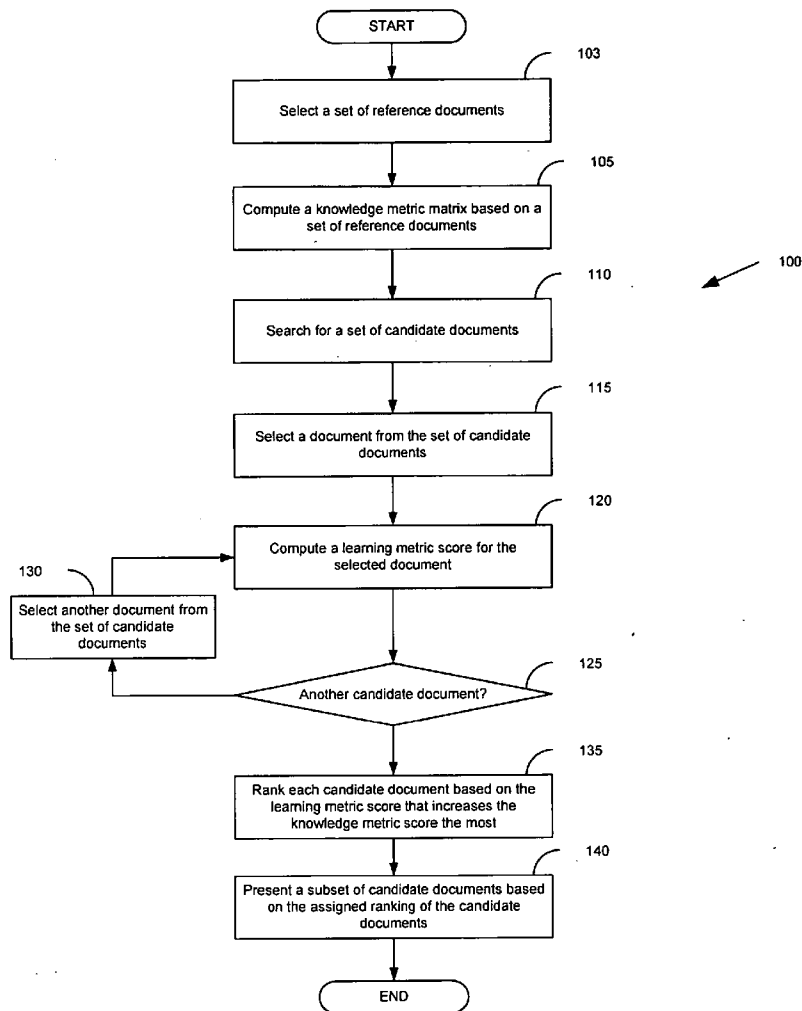 START
103
Select a set of reference documents
105
Compute a knowledge metric matrix based on a
set of reference documents
100
110
Search for a set of candidate documents
115
Select a document from the set of candidate
documents
120
Compute a learning metric score for the
selected document
130
Select another document from
the set of candidate
documents
125
Another candidate document?
135
Rank each candidate document based on the
learning metric score that increases the
knowledge metric score the most
140
Present a subset of candidate documents based
on the assigned ranking of the candidate
documents
END